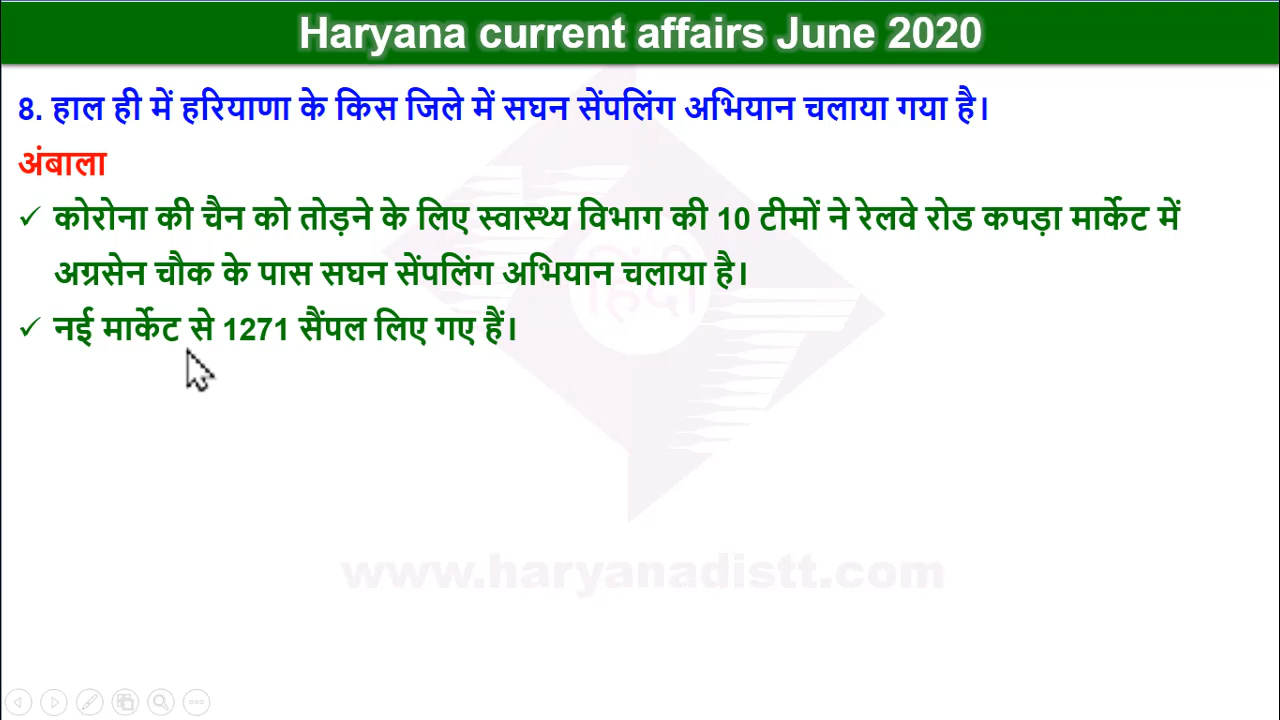 Haryana current affairs June 2020
8. हाल ही में हरियाणा के किस जिले में सघन सेंपलिंग अभियान चलाया गया है।
अंबाला
✓ कोरोना की चैन को तोड़ने के लिए स्वास्थ्य विभाग की 10 टीमों ने रेलवे रोड कपड़ा मार्केट में
अग्रसेन चौक के पास सघन सेंपलिंग अभियान चलाया है।
✓ नई मार्केट से 1271 सैंपल लिए गए हैं।
हिंदी
www.haryanadistt.com